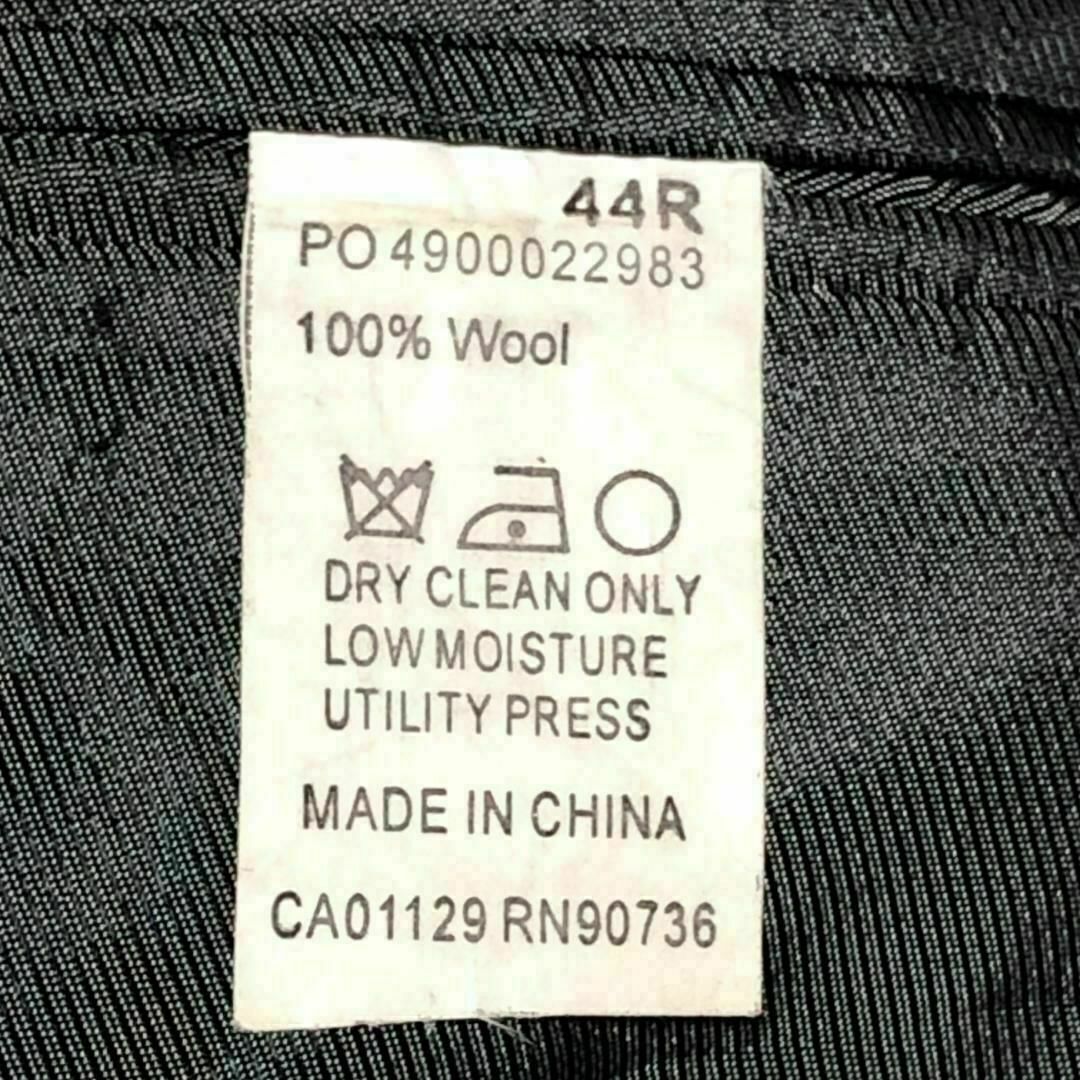 44R
PO 4900022983
100% Wool
DRY CLEAN ONLY
LOW MOISTURE
UTILITY PRESS
MADE IN CHINA
CA01129 RN90736